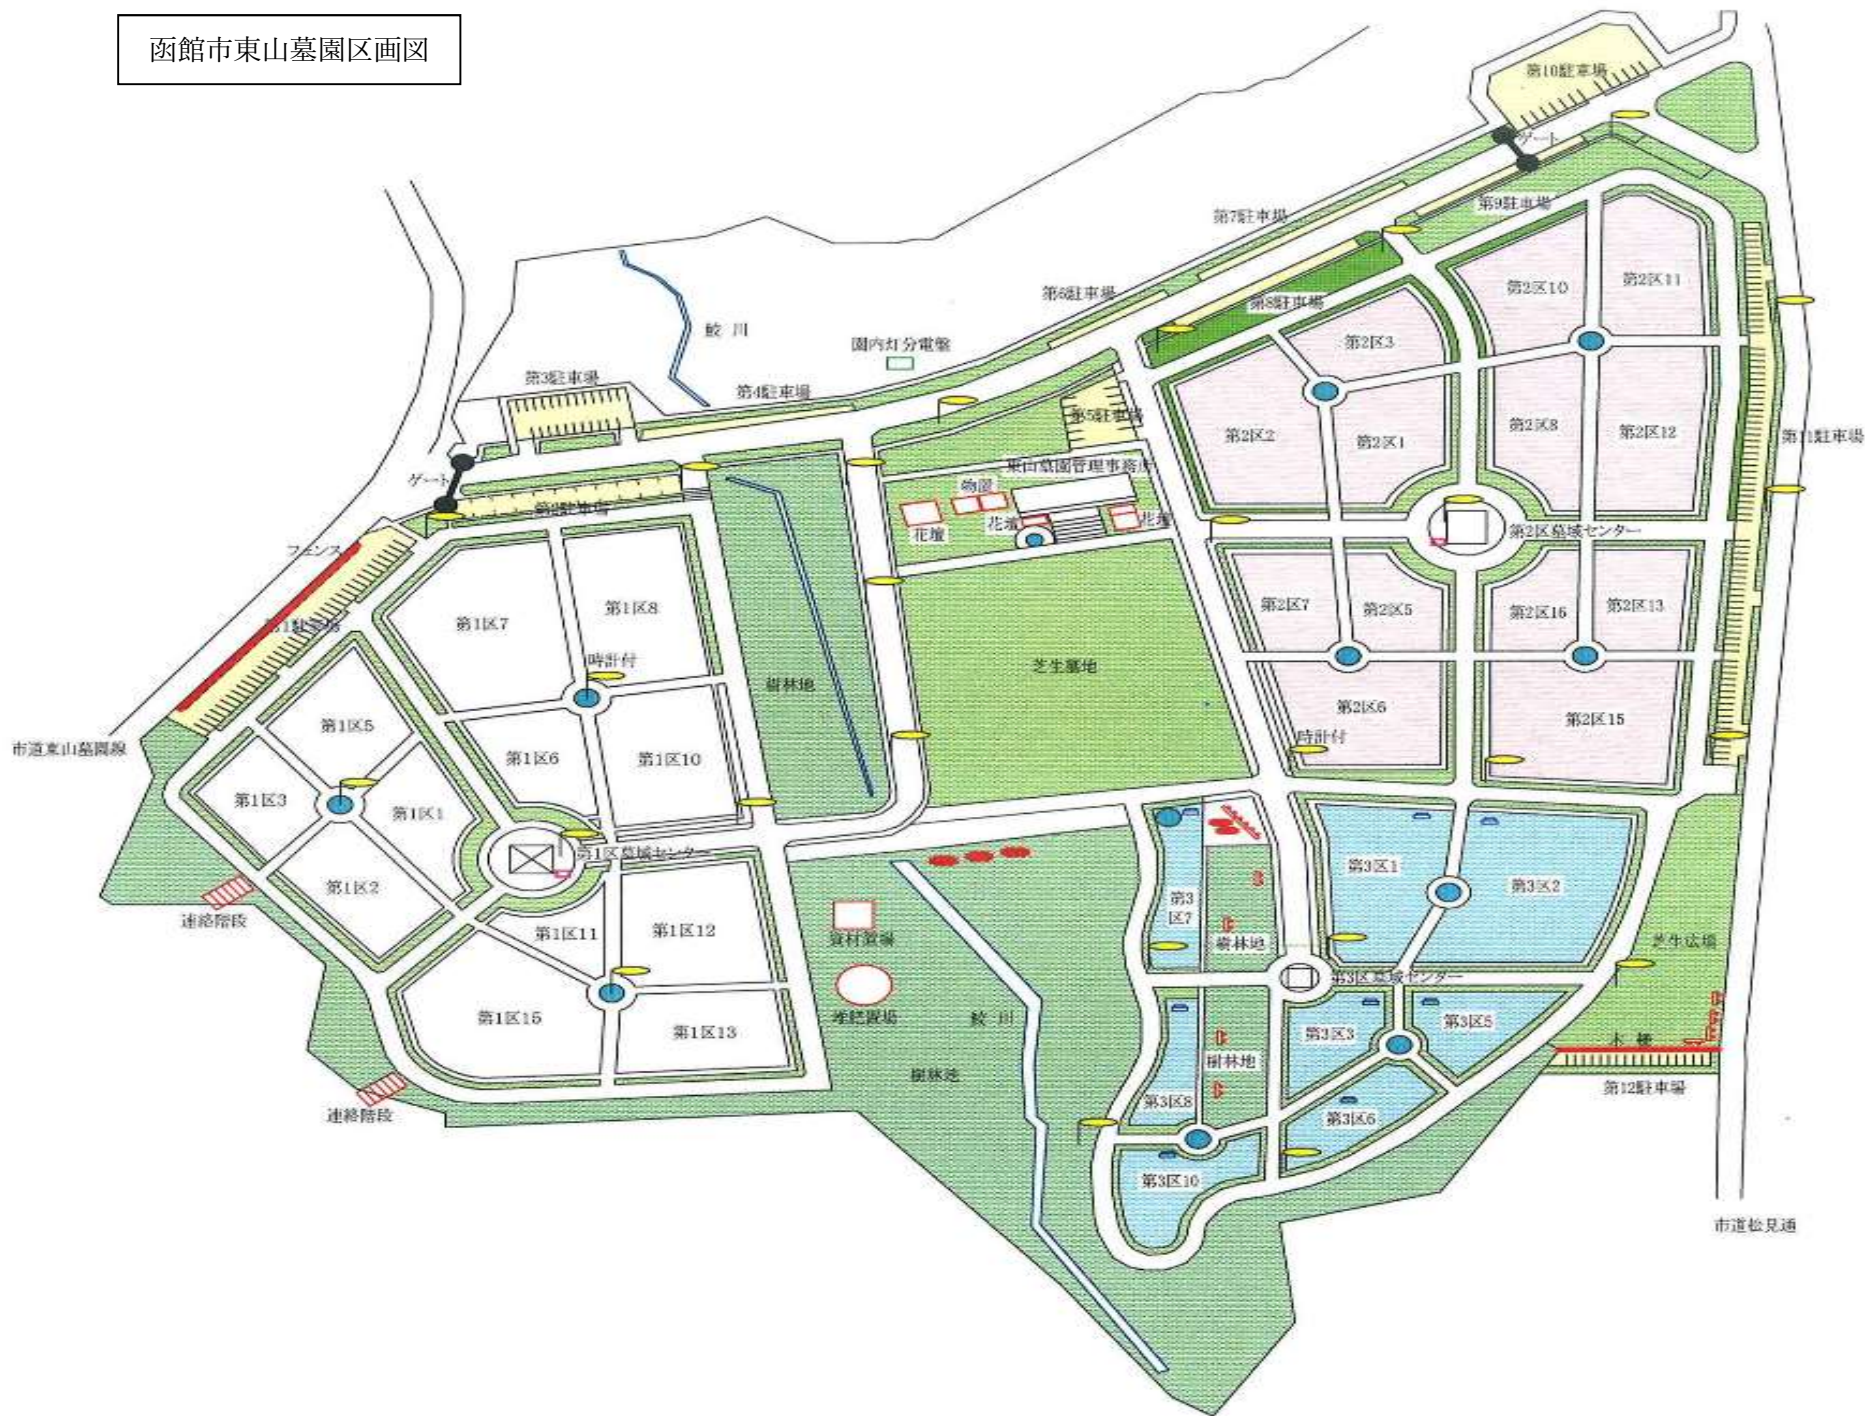 函館市東山墓園区画図
第10駐車場
ゲート
第9駐車場
第7駐車場
第2区11
第2区10
第6駐車場
第8駐車場
鮫川
園内灯分電盤
第2区3
第3駐車場
第4駐車場
第5駐車場
第2区2
第2区1
第2区8
第2区12
第11駐車場
東山墓園管理事務所
ゲート
物置
第2駐車場
花壇
花壇
花壇
第2区墓域センター
フェンス
第1区7
第1区8
第1駐車場
第2区7
第2区5
第2区16
第2区13
時計付
樹林地
芝生墓地
第2区6
第2区15
時計付
市道東山墓園線
第1区5
第1区6
第1区10
第1区3
第1区1
第1区墓域センター
第1区2
第3区1
第3区2
第3
区7
連絡階段
第1区11
第1区12
資材置場
樹林地
芝生広場
第3区墓域センター
第1区15
第1区13
堆肥置場
鮫川
第3区3
第3区5
木柵
樹林地
樹林地
第12駐車場
連絡階段
第3区8
第3区6
第3区10
市道松見通